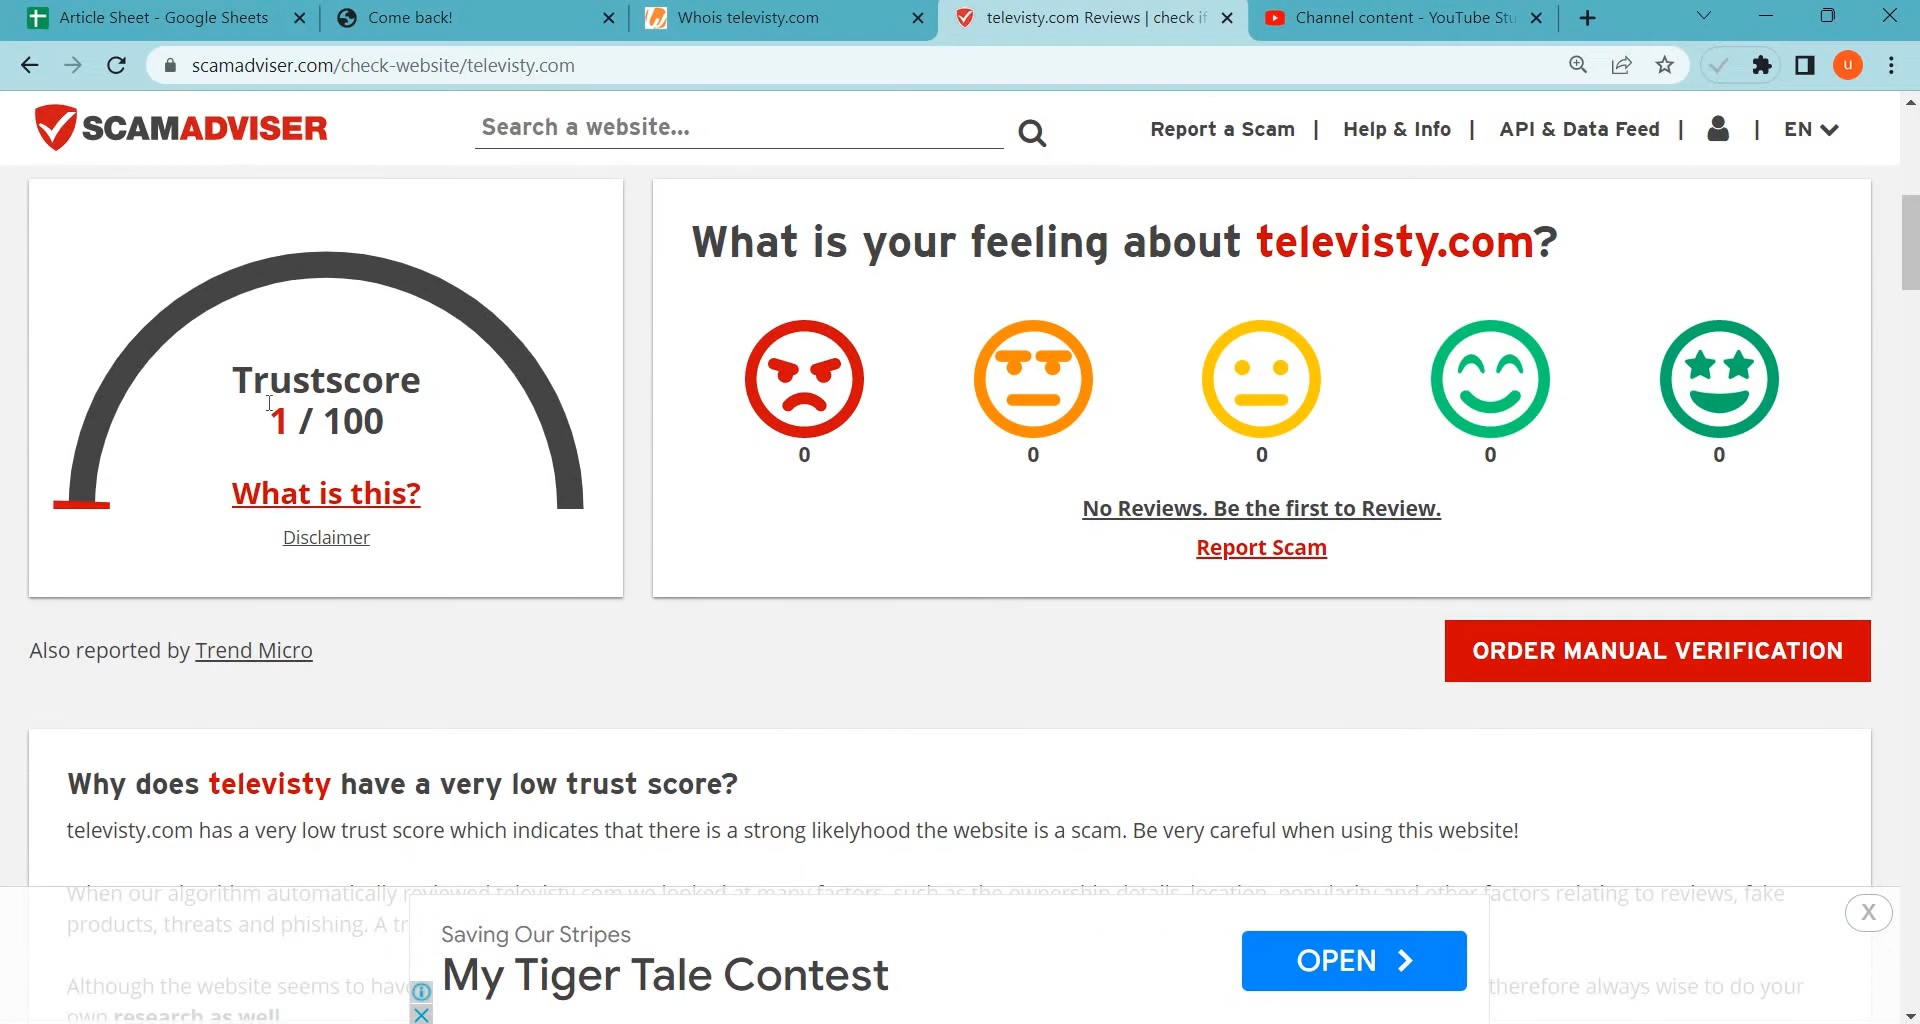 Article Sheet - Google Sheets
Come back!
Whois televisty.com
televisty.com Reviews | check if
Channel content - YouTube Stu
scamadviser.com/check-website/televisty.com
u
SCAMADVISER
Search a website...
Report a Scam | Help & Info | API & Data Feed | | EN
Trustscore
1 / 100
What is this?
Disclaimer
What is your feeling about televisty.com?
0 0 0 0 0
No Reviews. Be the first to Review.
Report Scam
Also reported by Trend Micro
ORDER MANUAL VERIFICATION
Why does televisty have a very low trust score?
televisty.com has a very low trust score which indicates that there is a strong likelyhood the website is a scam. Be very careful when using this website!
When our algorithm automatically reviewed televisty.com we looked at many factors, such as the ownership details, location, popularity and other factors relating to reviews, fake
products, threats and phishing. A tr
Although the website seems to have
therefore always wise to do your
own research as well
Saving Our Stripes
My Tiger Tale Contest
OPEN
X